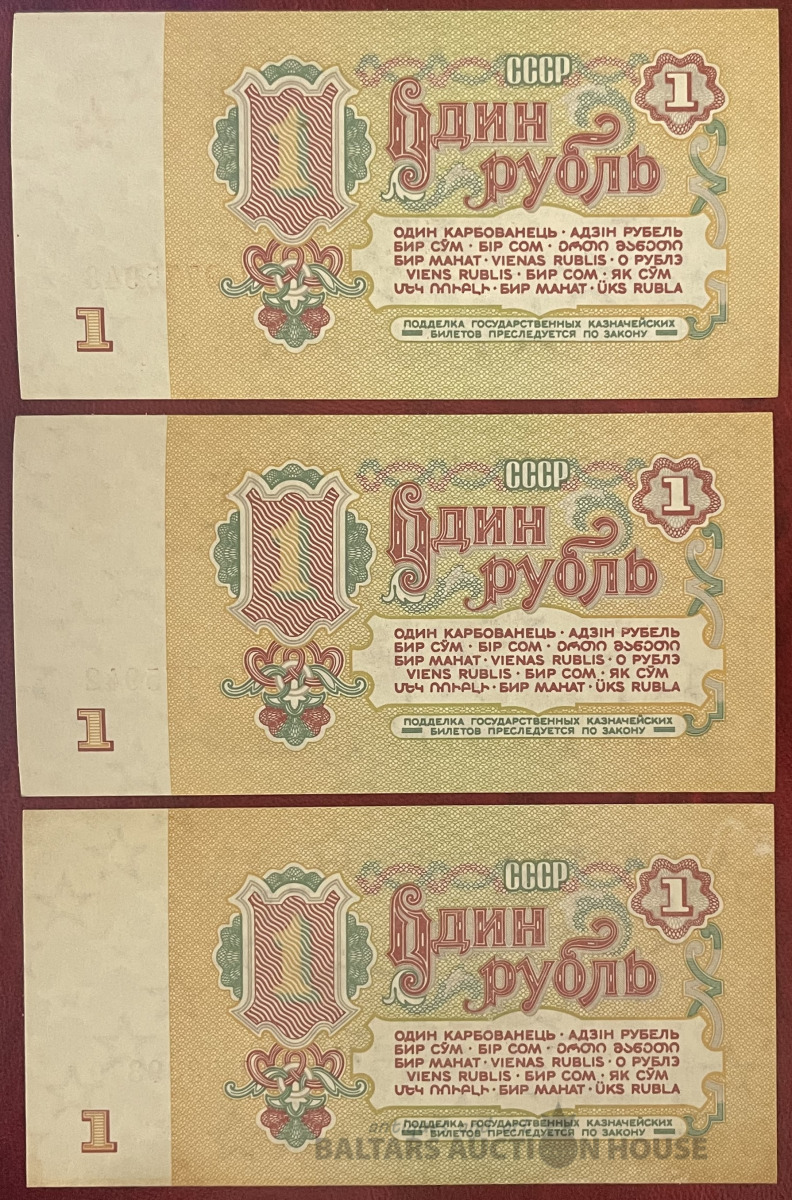 СССР
1
1
Один
рубль
ОДИН КАРБОВАНЕЦЬ · АДЗІН РУБЕЛЬ
БИР СЎМ · БІР СОМ · ᲔᲠᲗᲘ ᲛᲐᲜᲔᲗᲘ
БИР МАНАТ · VIENAS RUBLIS · О РУБЛЭ
VIENS RUBLIS · БИР СОМ · ЯК СӮМ
ՄԵԿ ՌՈՒԲԼԻ · БИР МАНАТ · ÜKS RUBLA
1
ПОДДЕЛКА ГОСУДАРСТВЕННЫХ КАЗНАЧЕЙСКИХ
БИЛЕТОВ ПРЕСЛЕДУЕТСЯ ПО ЗАКОНУ
СССР
1
1
Один
рубль
ОДИН КАРБОВАНЕЦЬ · АДЗІН РУБЕЛЬ
БИР СЎМ · БІР СОМ · ᲔᲠᲗᲘ ᲛᲐᲜᲔᲗᲘ
БИР МАНАТ · VIENAS RUBLIS · О РУБЛЭ
VIENS RUBLIS · БИР СОМ · ЯК СӮМ
ՄԵԿ ՌՈՒԲԼԻ · БИР МАНАТ · ÜKS RUBLA
1
ПОДДЕЛКА ГОСУДАРСТВЕННЫХ КАЗНАЧЕЙСКИХ
БИЛЕТОВ ПРЕСЛЕДУЕТСЯ ПО ЗАКОНУ
СССР
1
1
Один
рубль
ОДИН КАРБОВАНЕЦЬ · АДЗІН РУБЕЛЬ
БИР СЎМ · БІР СОМ · ᲔᲠᲗᲘ ᲛᲐᲜᲔᲗᲘ
БИР МАНАТ · VIENAS RUBLIS · О РУБЛЭ
VIENS RUBLIS · БИР СОМ · ЯК СӮМ
ՄԵԿ ՌՈՒԲԼԻ · БИР МАНАТ · ÜKS RUBLA
1
ПОДДЕЛКА ГОСУДАРСТВЕННЫХ КАЗНАЧЕЙСКИХ
БИЛЕТОВ ПРЕСЛЕДУЕТСЯ ПО ЗАКОНУ
BALTARS AUCTION HOUSE